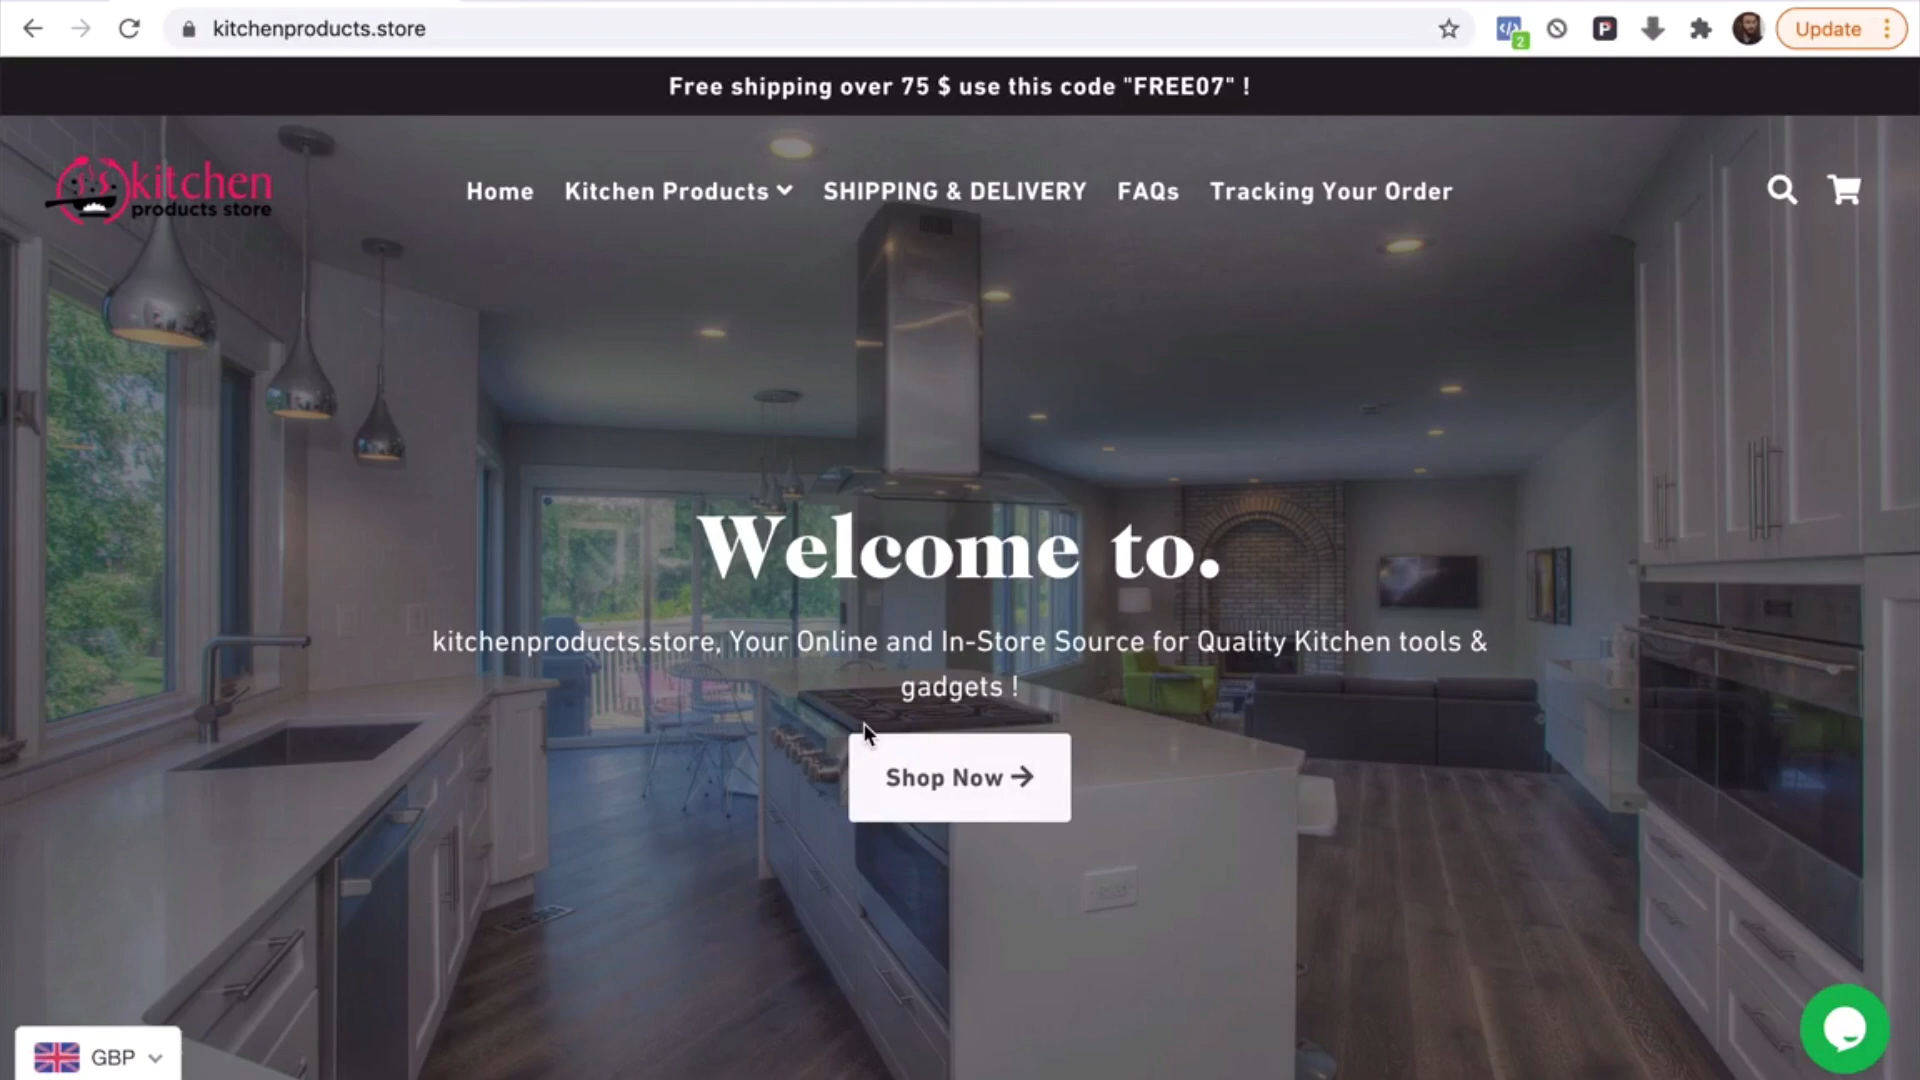 kitchenproducts.store
2
P
Update
Free shipping over 75 $ use this code "FREE07" !
kitchen
products store
Home
Kitchen Products
SHIPPING & DELIVERY
FAQs
Tracking Your Order
Welcome to.
kitchenproducts.store, Your Online and In-Store Source for Quality Kitchen tools &
gadgets !
Shop Now
GBP